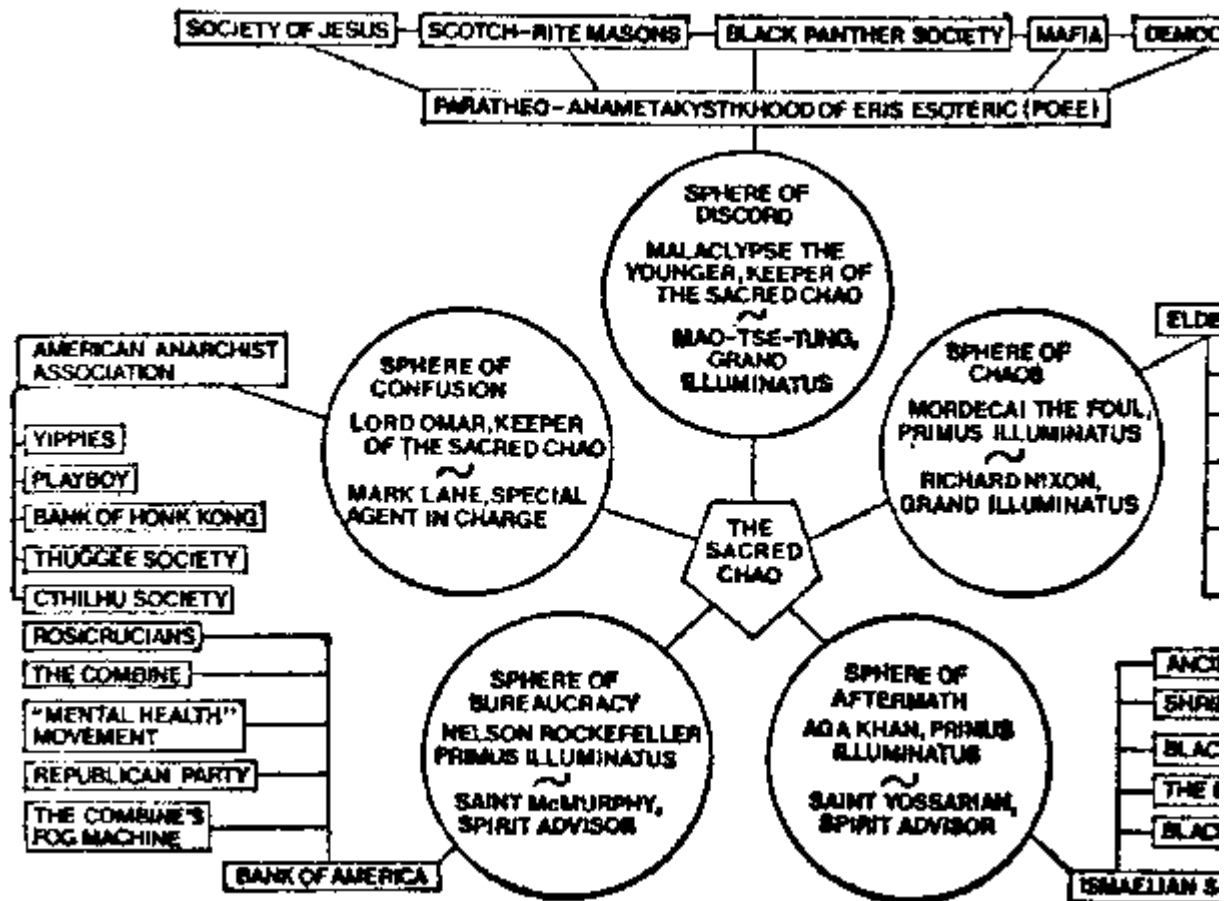 SOCIETY OF JESUS
SCOTCH-RITE MASONS
BLACK PANTHER SOCIETY
MAFIA
PARATHEO-ANAMETAKYSTIKHOOD OF ERIS ESOTERIC (POEE)
SPHERE OF
DISCORD
MALACLYPSE THE
YOUNGER, KEEPER OF
THE SACRED CHAO
~
MAO-TSE-TUNG,
GRAND
ILLUMINATUS
AMERICAN ANARCHIST
ASSOCIATION
YIPPIES
PLAYBOY
BANK OF HONK KONG
THUGGEE SOCIETY
CTHILHU SOCIETY
SPHERE OF
CONFUSION
LORD OMAR, KEEPER
OF THE SACRED CHAO
~
MARK LANE, SPECIAL
AGENT IN CHARGE
SPHERE OF
CHAOS
MORDECAI THE FOUL,
PRIMUS ILLUMINATUS
~
RICHARD NIXON,
GRAND ILLUMINATUS
THE
SACRED
CHAO
ROSICRUCIANS
THE COMBINE
"MENTAL HEALTH"
MOVEMENT
REPUBLICAN PARTY
THE COMBINE'S
FOG MACHINE
BANK OF AMERICA
SPHERE OF
BUREAUCRACY
NELSON ROCKEFELLER
PRIMUS ILLUMINATUS
~
SAINT McMURPHY,
SPIRIT ADVISOR
SPHERE OF
AFTERMATH
AGA KHAN, PRIMUS
ILLUMINATUS
~
SAINT YOSSARIAN,
SPIRIT ADVISOR
BLAC
THE
BLAC
ISMAELIAN S